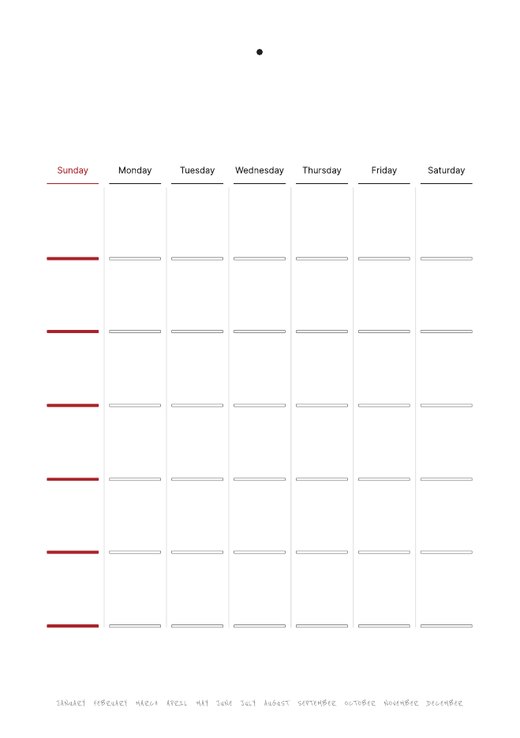 Sunday Monday Tuesday Wednesday Thursday Friday Saturday
JANUARY FEBRUARY MARCH APRIL MAY JUNE JULY AUGUST SEPTEMBER OCTOBER NOVEMBER DECEMBER